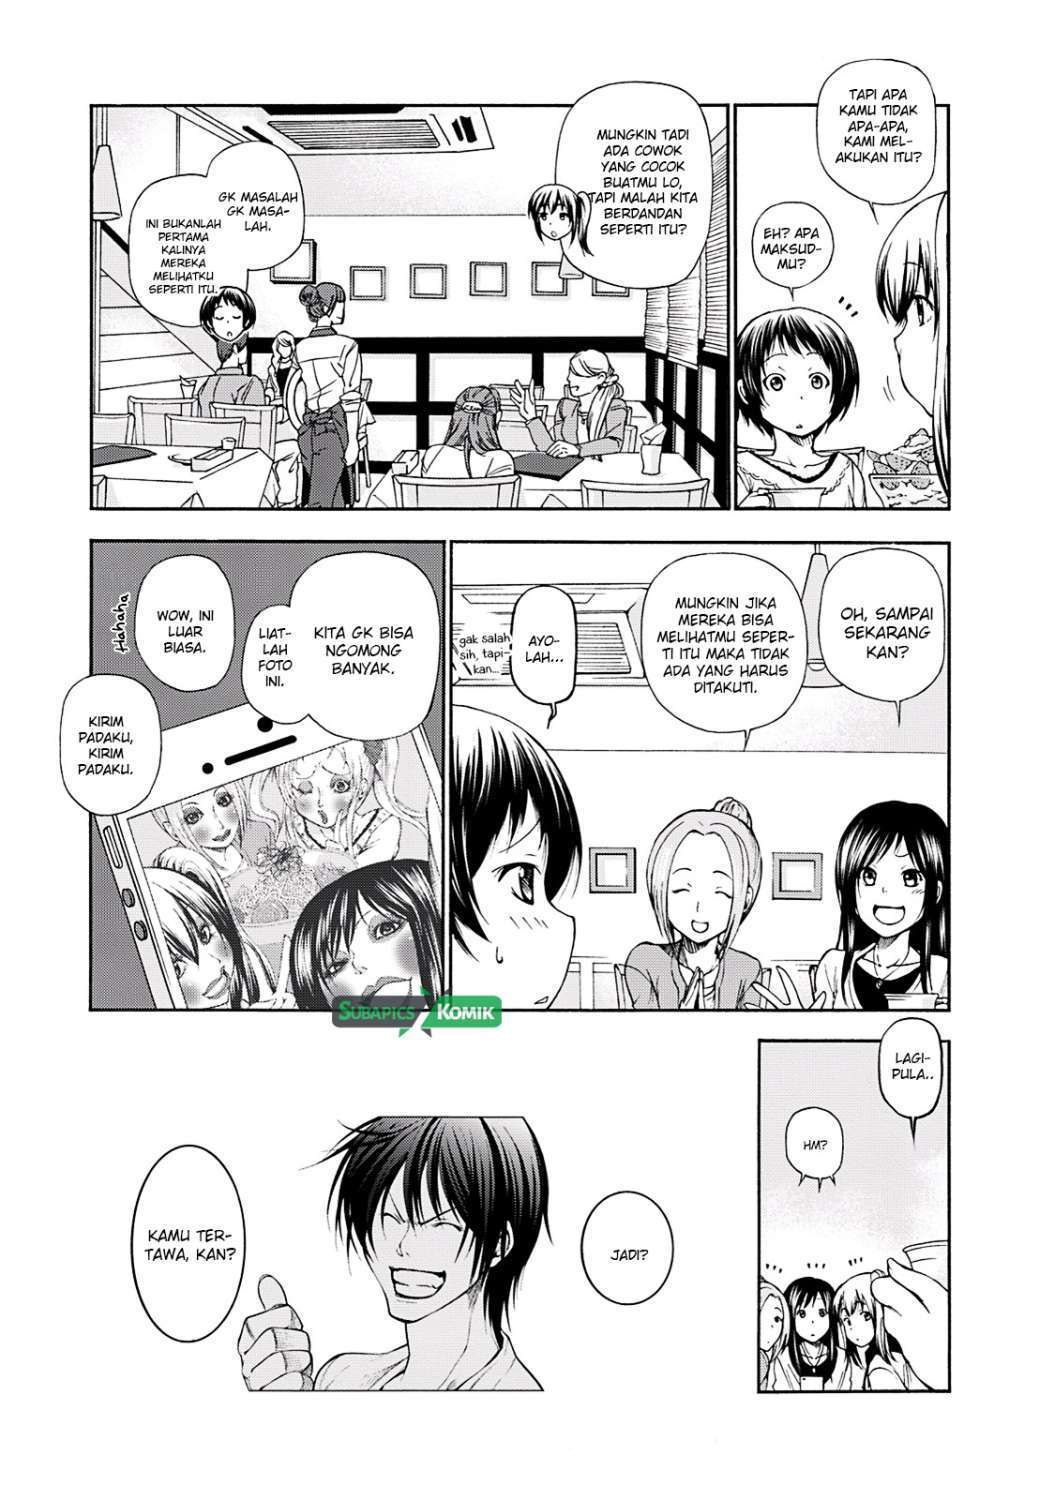 TAPI APA
KAMU TIDAK
APA-APA,
KAMI MEL-
AKUKAN ITU?
EH? APA
MAKSUD-
MU?
MUNGKIN TADI
ADA COWOK
YANG COCOK
BUATMU LO,
TAPI MALAH KITA
BERDANDAN
SEPERTI ITU?
GK MASALAH
GK MASA-
LAH.
INI BUKANLAH
PERTAMA
KALINYA
MEREKA
MELIHATKU
SEPERTI ITU.
OH, SAMPAI
SEKARANG
KAN?
MUNGKIN JIKA
MEREKA BISA
MELIHATMU SEPER-
TI ITU MAKA TIDAK
ADA YANG HARUS
DITAKUTI.
AYO-
LAH...
gak salah
sih, tapi-
kan...
KITA GK BISA
NGOMONG
BANYAK.
LIAT-
LAH
FOTO
INI.
WOW, INI
LUAR
BIASA.
Hahaha
KIRIM
PADAKU,
KIRIM
PADAKU.
SUBAPICS KOMIK
LAGI-
PULA..
HM?
JADI?
KAMU TER-
TAWA, KAN?